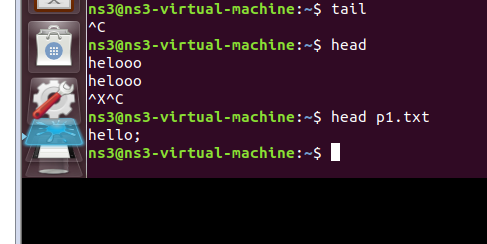 ns3@ns3-virtual-machine:~$ tail
^C
ns3@ns3-virtual-machine:~$ head
helooo
helooo
^X^C
ns3@ns3-virtual-machine:~$ head p1.txt
hello;
ns3@ns3-virtual-machine:~$